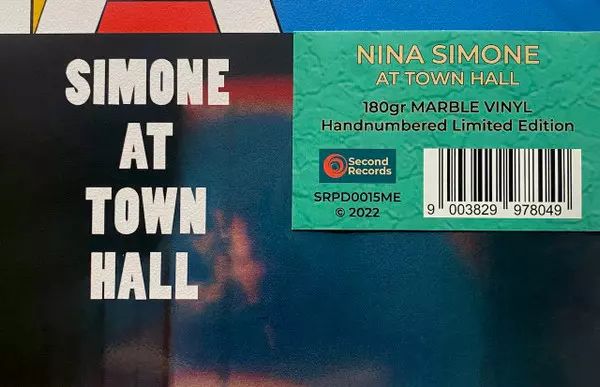 SIMONE
AT
TOWN
HALL
NINA SIMONE
AT TOWN HALL
180gr MARBLE VINYL
Handnumbered Limited Edition
Second
Records
SRPD0015ME
© 2022
9 003829 978049